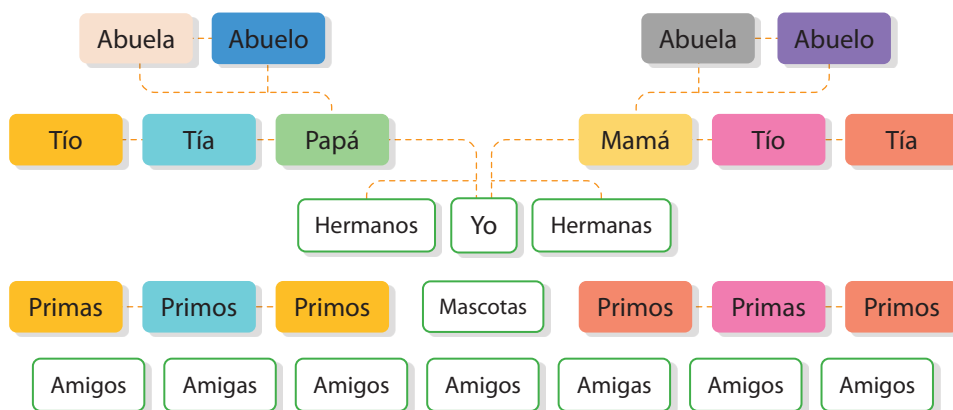 Abuela Abuelo Abuela Abuelo
Tío Tía Papá Mamá Tío Tía
Hermanos Yo Hermanas
Primas Primos Primos Mascotas Primos Primas Primos
Amigos Amigas Amigos Amigos Amigas Amigos Amigos